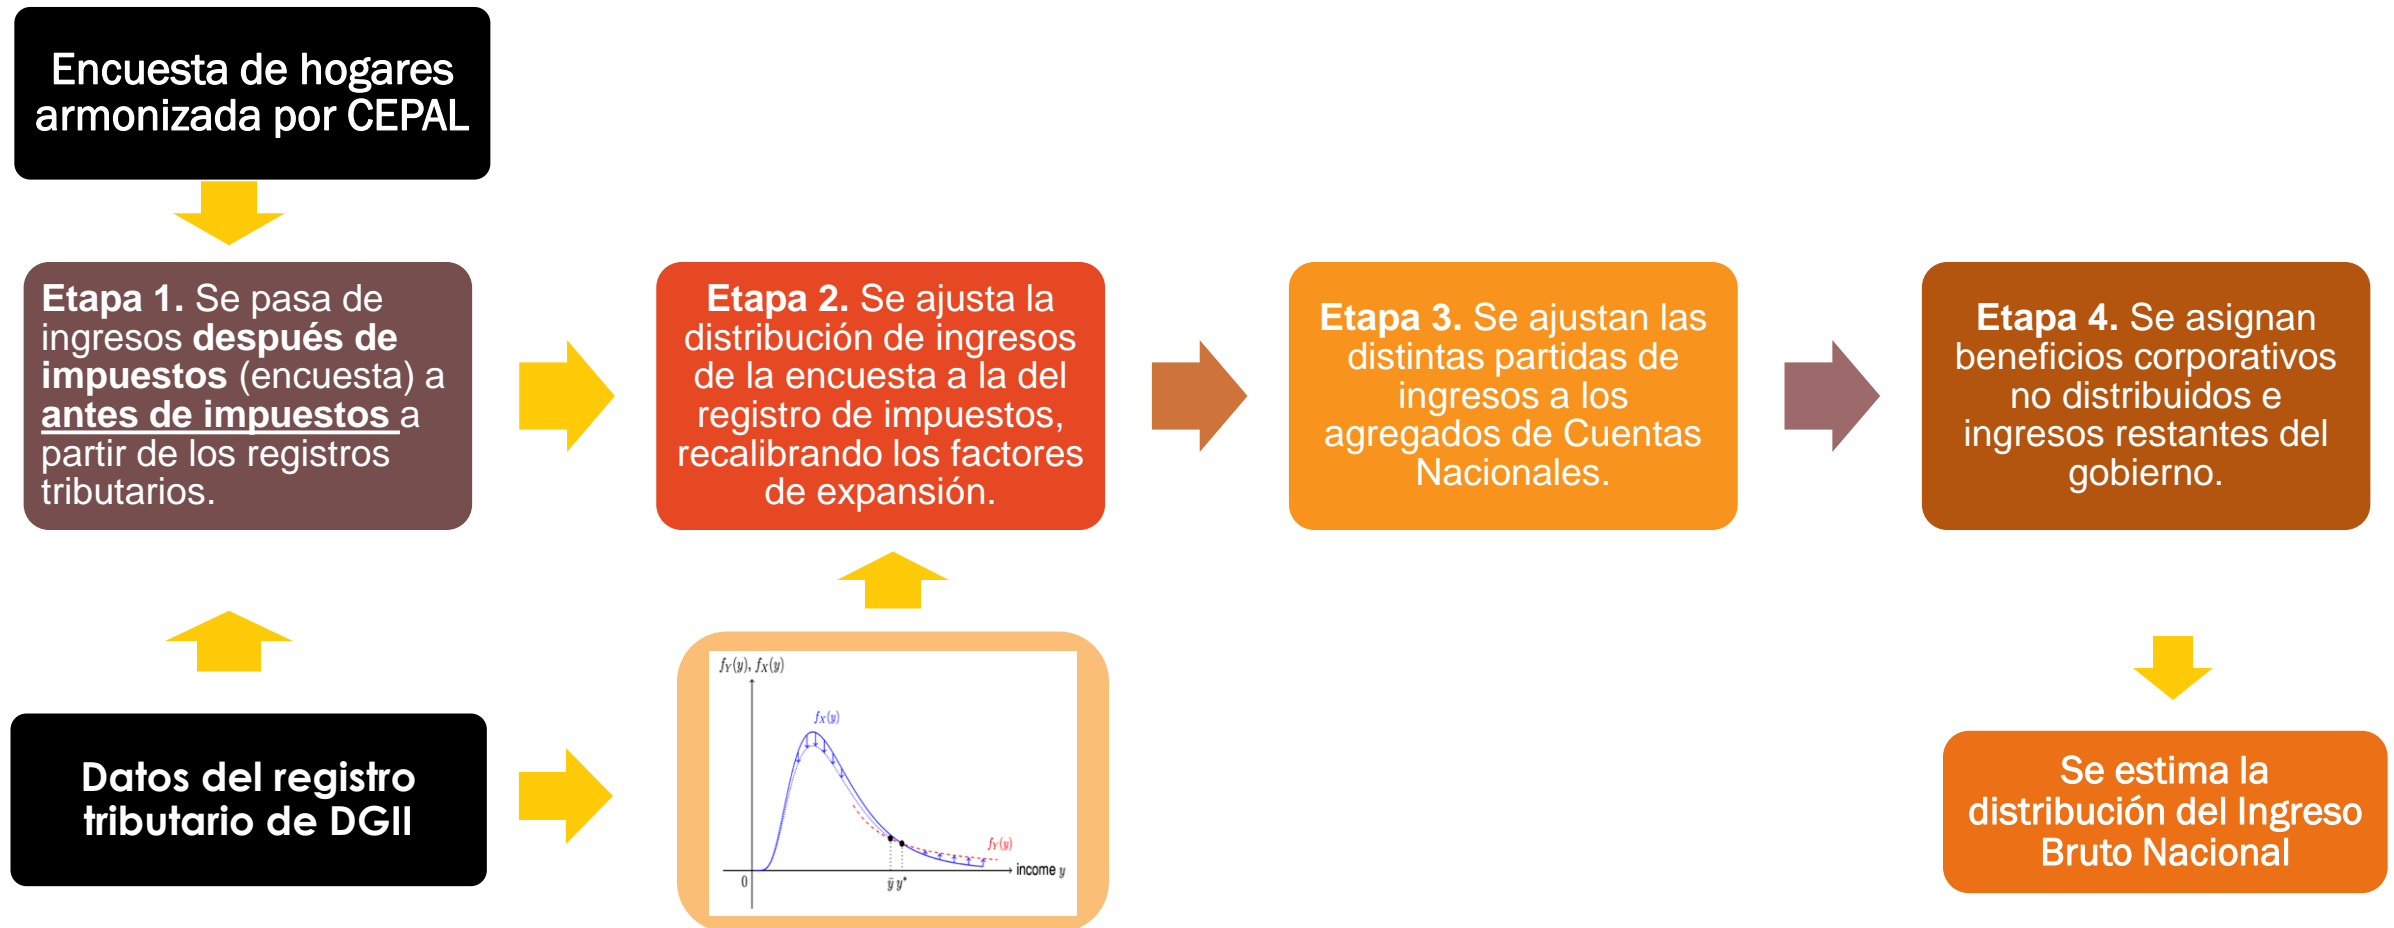 Encuesta de hogares
armonizada por CEPAL
Etapa 1. Se pasa de
ingresos después de
impuestos (encuesta) a
antes de impuestos a
partir de los registros
tributarios.
Etapa 2. Se ajusta la
distribución de ingresos
de la encuesta a la del
registro de impuestos,
recalibrando los factores
de expansión.
Etapa 3. Se ajustan las
distintas partidas de
ingresos a los
agregados de Cuentas
Nacionales.
Etapa 4. Se asignan
beneficios corporativos
no distribuidos e
ingresos restantes del
gobierno.
Datos del registro
tributario de DGII
f_Y(y), f_X(y)
f_X(y)
f_Y(y)
income y
0
ȳ y*
Se estima la
distribución del Ingreso
Bruto Nacional